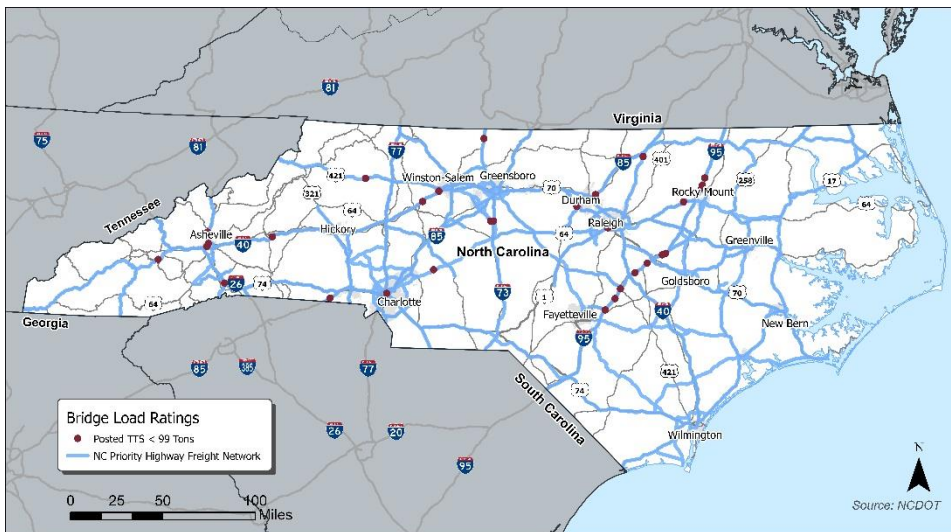 81
Virginia
75
81
77
85
401
95
421
Winston-Salem
Greensboro
70
258
17
321
Durham
Rocky Mount
Tennessee
64
Raleigh
64
Hickory
Asheville
40
85
64
Greenville
North Carolina
26
74
73
Goldsboro
64
Charlotte
1
70
Georgia
Fayetteville
40
New Bern
95
85
385
77
421
South Carolina
74
Bridge Load Ratings
Posted TTS < 99 Tons
NC Priority Highway Freight Network
26
20
Wilmington
95
N
0 25 50 100
Miles
Source: NCDOT